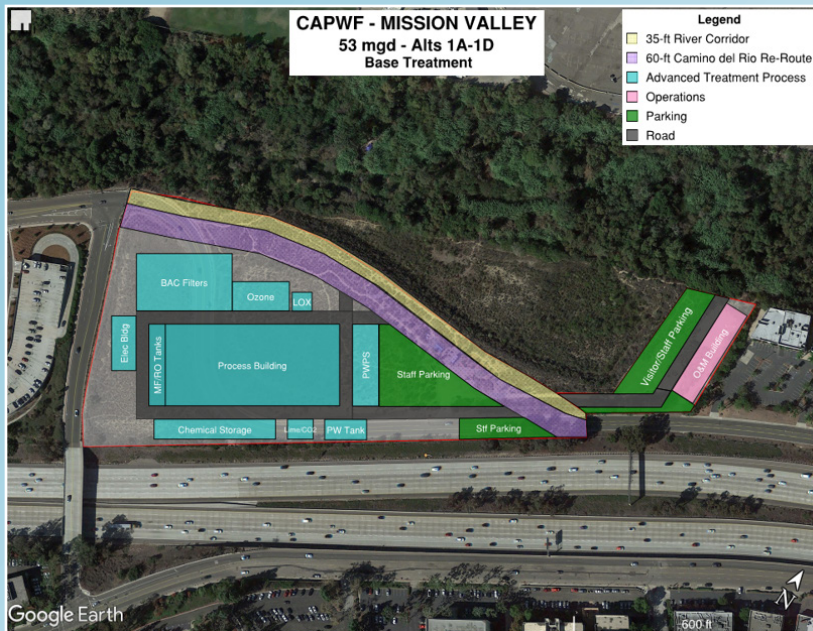 CAPWF - MISSION VALLEY
53 mgd - Alts 1A-1D
Base Treatment
Legend
35-ft River Corridor
60-ft Camino del Rio Re-Route
Advanced Treatment Process
Operations
Parking
Road
BAC Filters
Ozone
LOX
Elec Bldg
MF/RO Tanks
Process Building
PWPS
Staff Parking
Visitor/Staff Parking
O&M Building
Chemical Storage
Lime/CO2
PW Tank
Stf Parking
Google Earth
N
600 ft